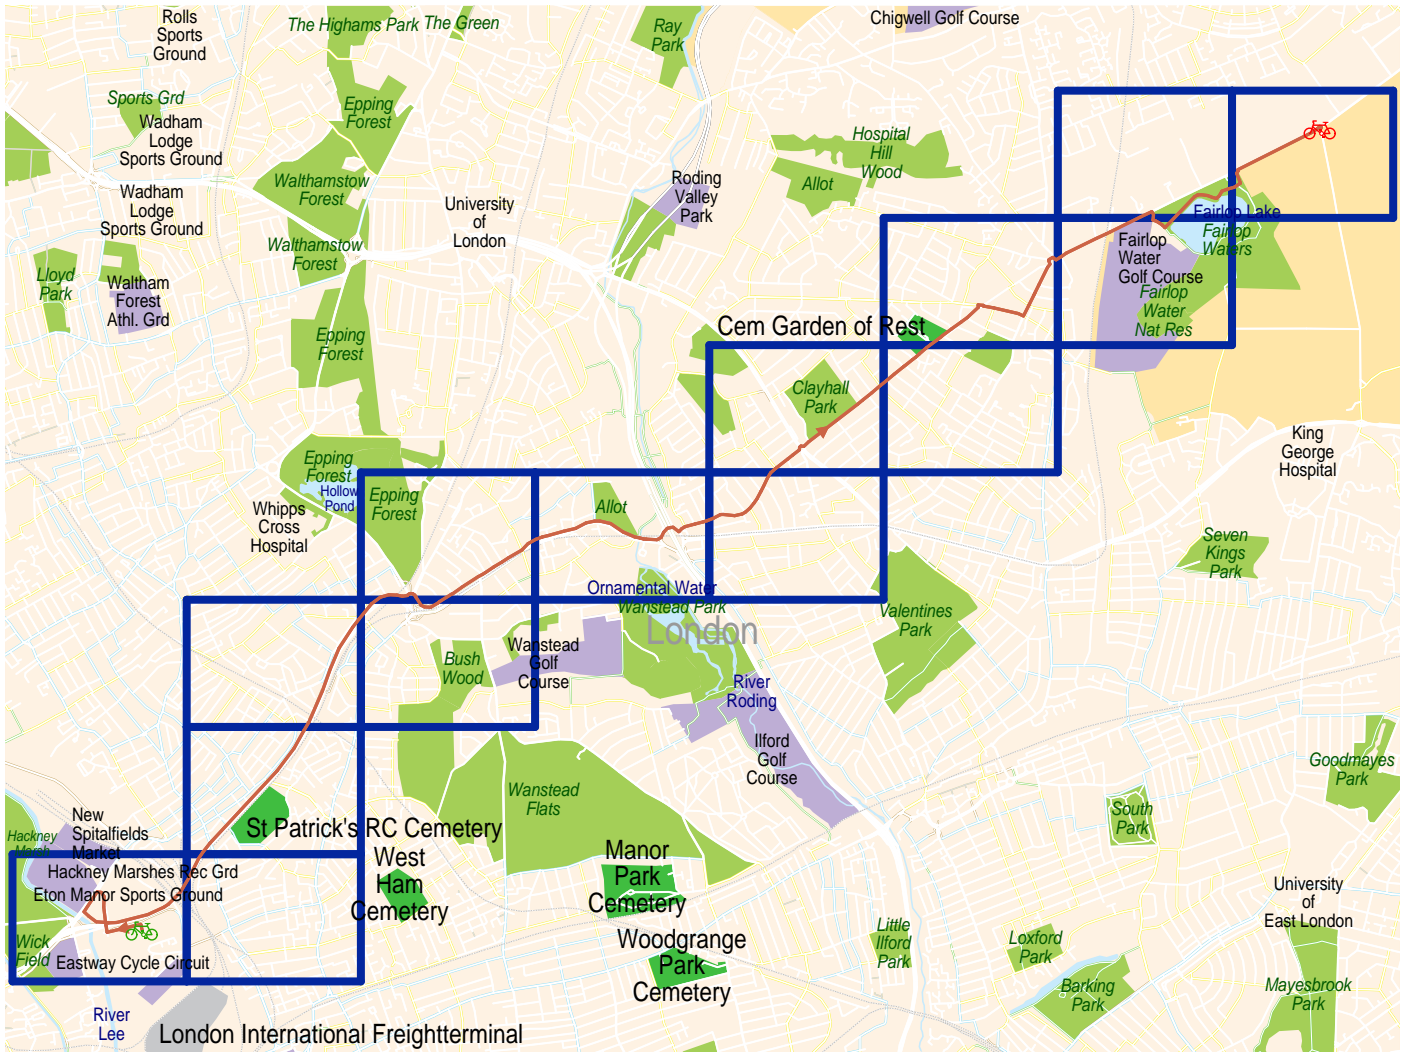 Rolls
Sports
Ground
The Highams Park
The Green
Ray
Park
Chigwell Golf Course
Sports Grd
Wadham
Lodge
Sports Ground
Epping
Forest
Hospital
Hill
Wood
Allot
Walthamstow
Forest
Roding
Valley
Park
Wadham
Lodge
Sports Ground
University
of
London
Walthamstow
Forest
Fairlop Lake
Fairlop
Waters
Fairlop
Water
Golf Course
Lloyd
Park
Waltham
Forest
Athl. Grd
Fairlop
Water
Nat Res
Epping
Forest
Cem Garden of Rest
Clayhall
Park
King
George
Hospital
Epping
Forest
Hollow
Pond
Epping
Forest
Whipps
Cross
Hospital
Allot
Seven
Kings
Park
Ornamental Water
Wanstead Park
London
Valentines
Park
Bush
Wood
Wanstead
Golf
Course
River
Roding
Ilford
Golf
Course
Goodmayes
Park
Wanstead
Flats
South
Park
New
Spitalfields
Market
Hackney
Marsh
St Patrick's RC Cemetery
West
Ham
Cemetery
Manor
Park
Cemetery
Hackney Marshes Rec Grd
Eton Manor Sports Ground
University
of
East London
Wick
Field
Eastway Cycle Circuit
Woodgrange
Park
Cemetery
Little
Ilford
Park
Loxford
Park
Barking
Park
Mayesbrook
Park
River
Lee
London International Freightterminal